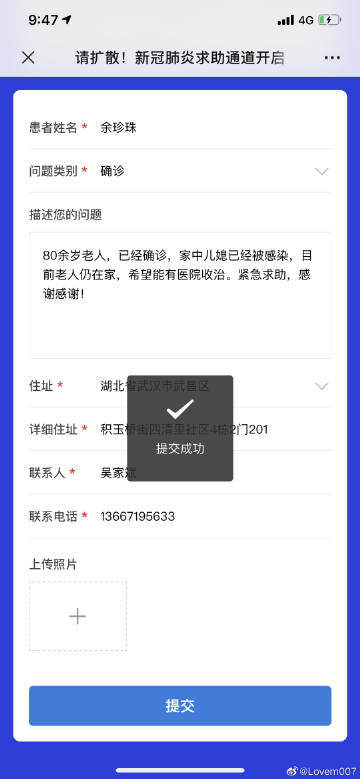 9:47
4G
请扩散！新冠肺炎求助通道开启
患者姓名 * 余珍珠
问题类别 * 确诊
描述您的问题
80余岁老人，已经确诊，家中儿媳已经被感染，目
前老人仍在家，希望能有医院收治。紧急求助，感
谢感谢！
住址 * 湖北省武汉市武昌区
详细住址 * 积玉桥街四清里社区4栋2门201
提交成功
联系人 * 吴家
联系电话 * 13667195633
上传照片
提交
@Lovem007